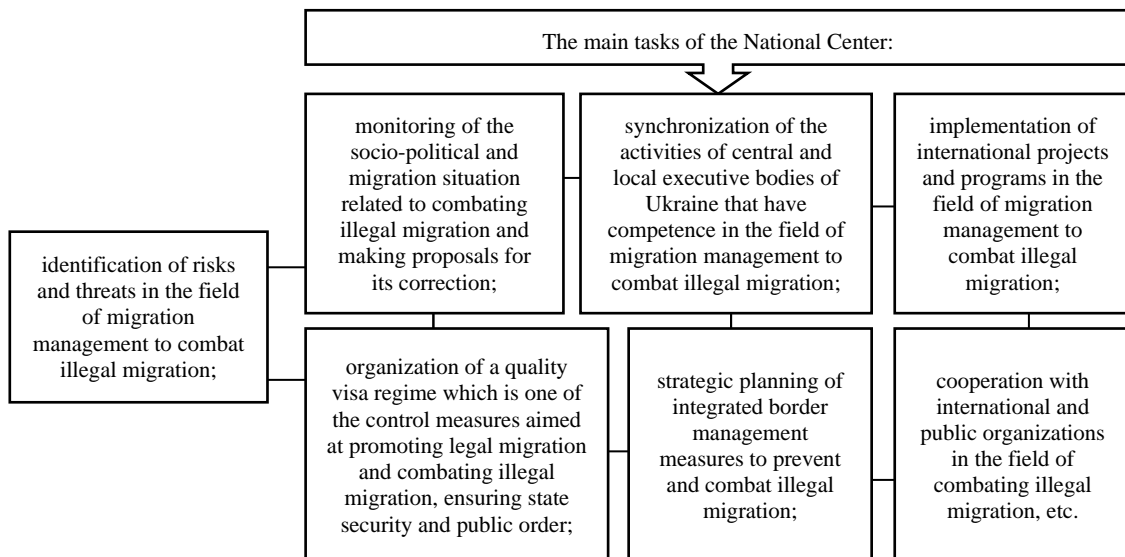 The main tasks of the National Center:
monitoring of the
socio-political and
migration situation
related to combating
illegal migration and
making proposals for
its correction;
synchronization of the
activities of central and
local executive bodies of
Ukraine that have
competence in the field of
migration management to
combat illegal migration;
implementation of
international projects
and programs in the
field of migration
management to
combat illegal
migration;
identification of risks
and threats in the field
of migration
management to combat
illegal migration;
organization of a quality
visa regime which is one of
the control measures aimed
at promoting legal migration
and combating illegal
migration, ensuring state
security and public order;
strategic planning of
integrated border
management
measures to prevent
and combat illegal
migration;
cooperation with
international and
public organizations
in the field of
combating illegal
migration, etc.